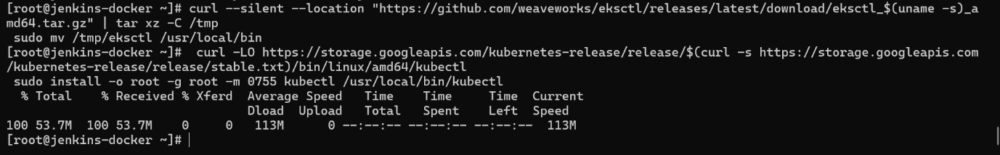 [root@jenkins-docker ~]# curl --silent --location "https://github.com/weaveworks/eksctl/releases/latest/download/eksctl_$(uname -s)_a
md64.tar.gz" | tar xz -C /tmp
 sudo mv /tmp/eksctl /usr/local/bin
[root@jenkins-docker ~]#  curl -LO https://storage.googleapis.com/kubernetes-release/release/$(curl -s https://storage.googleapis.com
/kubernetes-release/release/stable.txt)/bin/linux/amd64/kubectl
 sudo install -o root -g root -m 0755 kubectl /usr/local/bin/kubectl
  % Total    % Received % Xferd  Average Speed   Time    Time     Time  Current
                                 Dload  Upload   Total   Spent    Left  Speed
100 53.7M  100 53.7M    0     0   113M      0 --:--:-- --:--:-- --:--:--  113M
[root@jenkins-docker ~]#